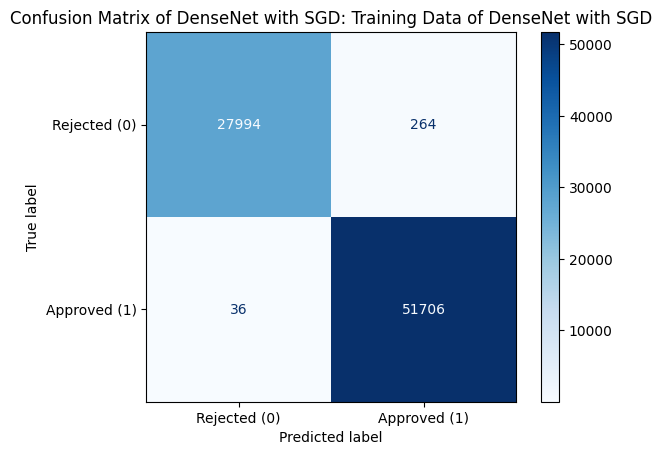 Confusion Matrix of DenseNet with SGD: Training Data of DenseNet with SGD
True label
Rejected (0)
27994
264
Approved (1)
36
51706
Rejected (0)
Approved (1)
Predicted label
50000
40000
30000
20000
10000